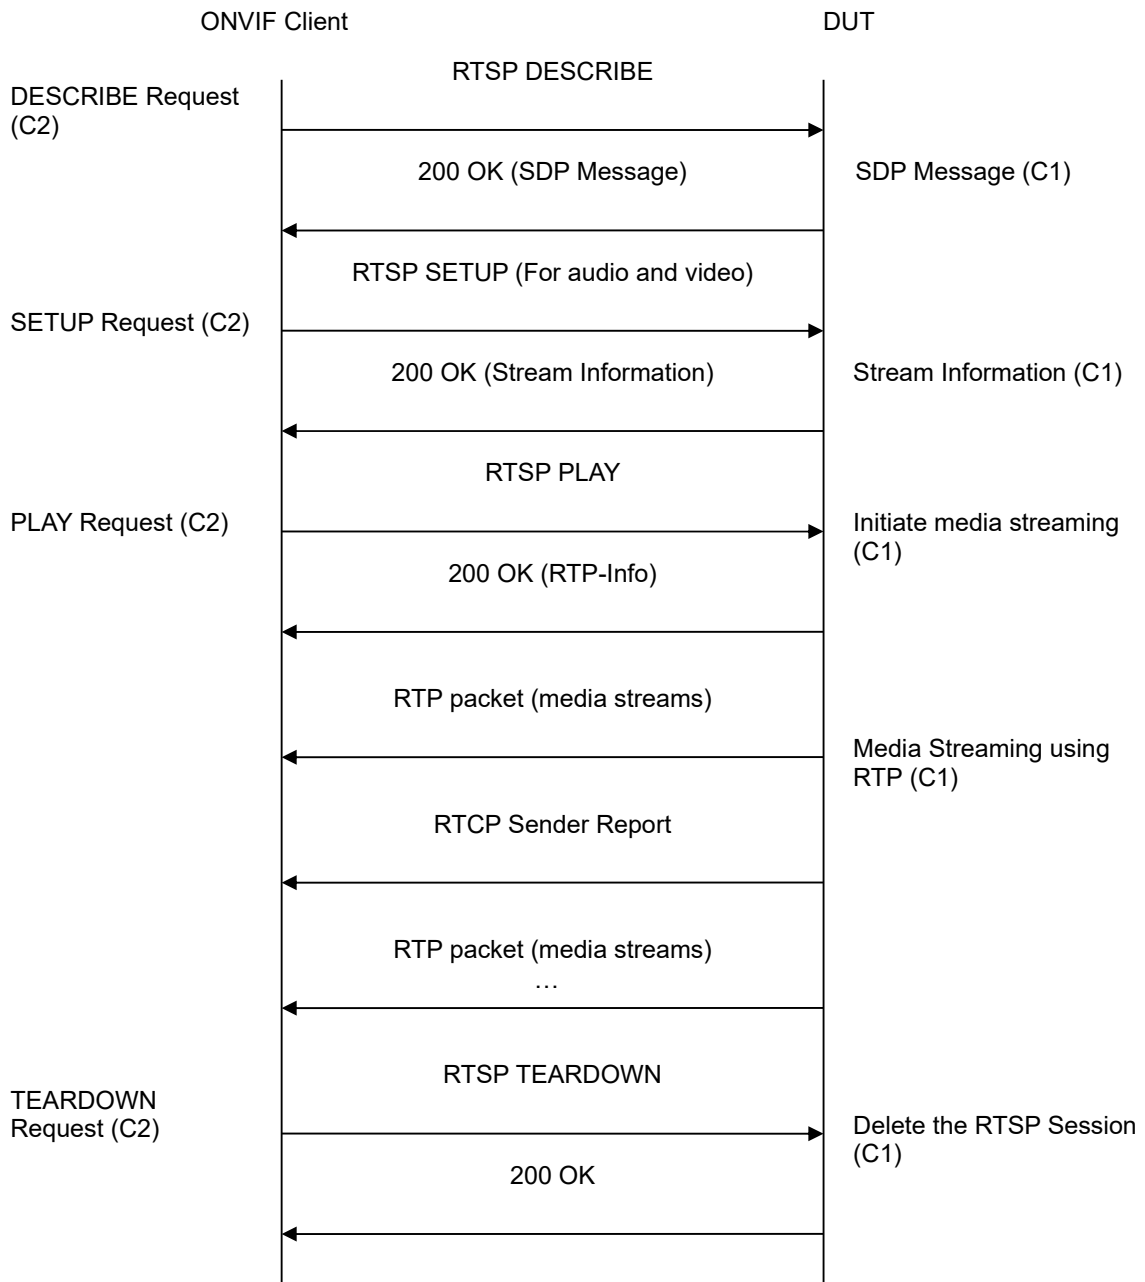 ONVIF Client
DUT
RTSP DESCRIBE
DESCRIBE Request
(C2)
200 OK (SDP Message)
SDP Message (C1)
RTSP SETUP (For audio and video)
SETUP Request (C2)
200 OK (Stream Information)
Stream Information (C1)
RTSP PLAY
PLAY Request (C2)
Initiate media streaming
(C1)
200 OK (RTP-Info)
RTP packet (media streams)
Media Streaming using
RTP (C1)
RTCP Sender Report
RTP packet (media streams)
…
RTSP TEARDOWN
TEARDOWN
Request (C2)
Delete the RTSP Session
(C1)
200 OK